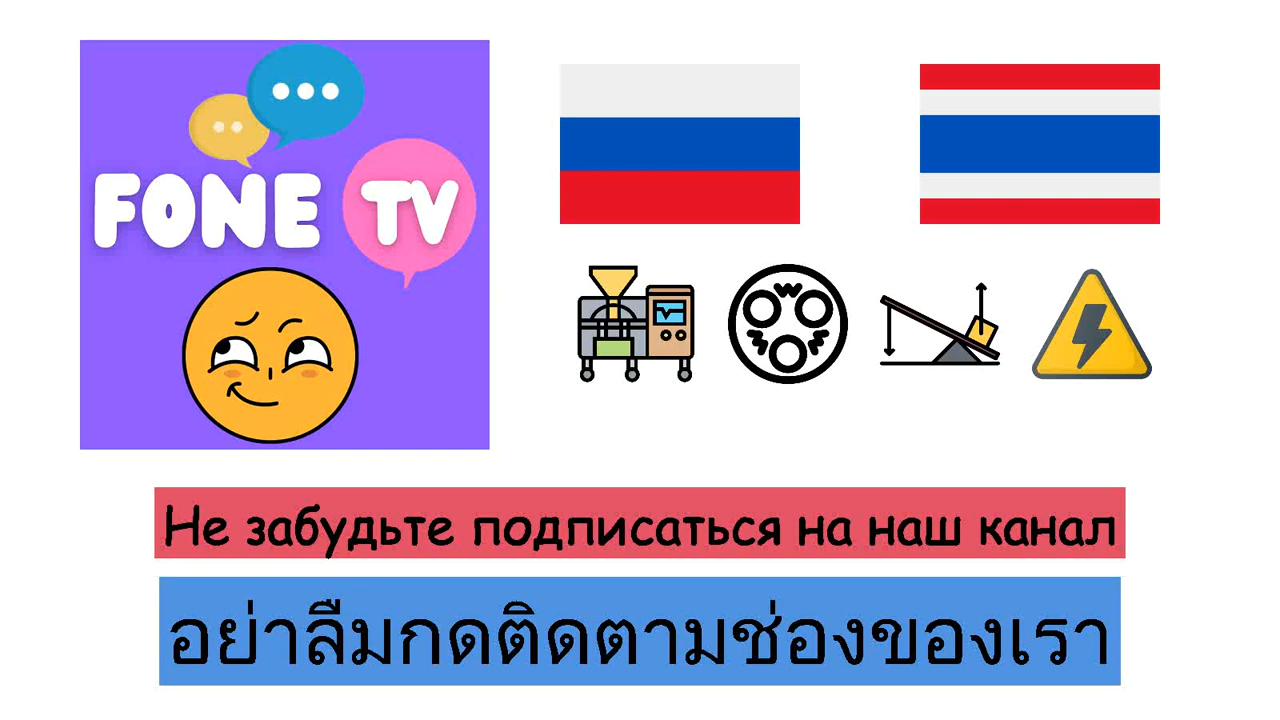 FONE TV
Не забудьте подписаться на наш канал
อย่าลืมกดติดตามช่องของเรา